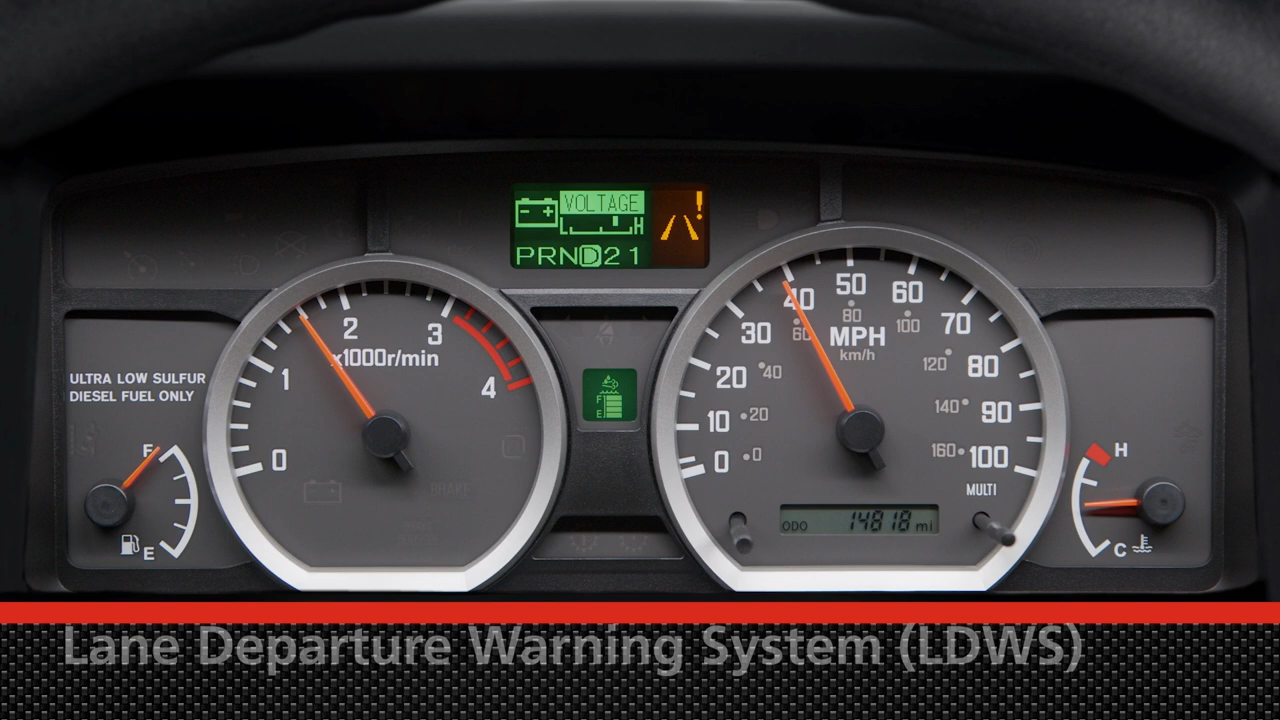 VOLTAGE
L H
PRND21
ULTRA LOW SULFUR
DIESEL FUEL ONLY
F
E
0
1
2
3
4
x1000r/min
F
E
0
10
20
30
40
50
60
70
80
90
100
0
20
40
60
80
100
120
140
160
MPH
km/h
MULTI
ODO 14818 mi
H
C
BRAKE
Lane Departure Warning System (LDWS)